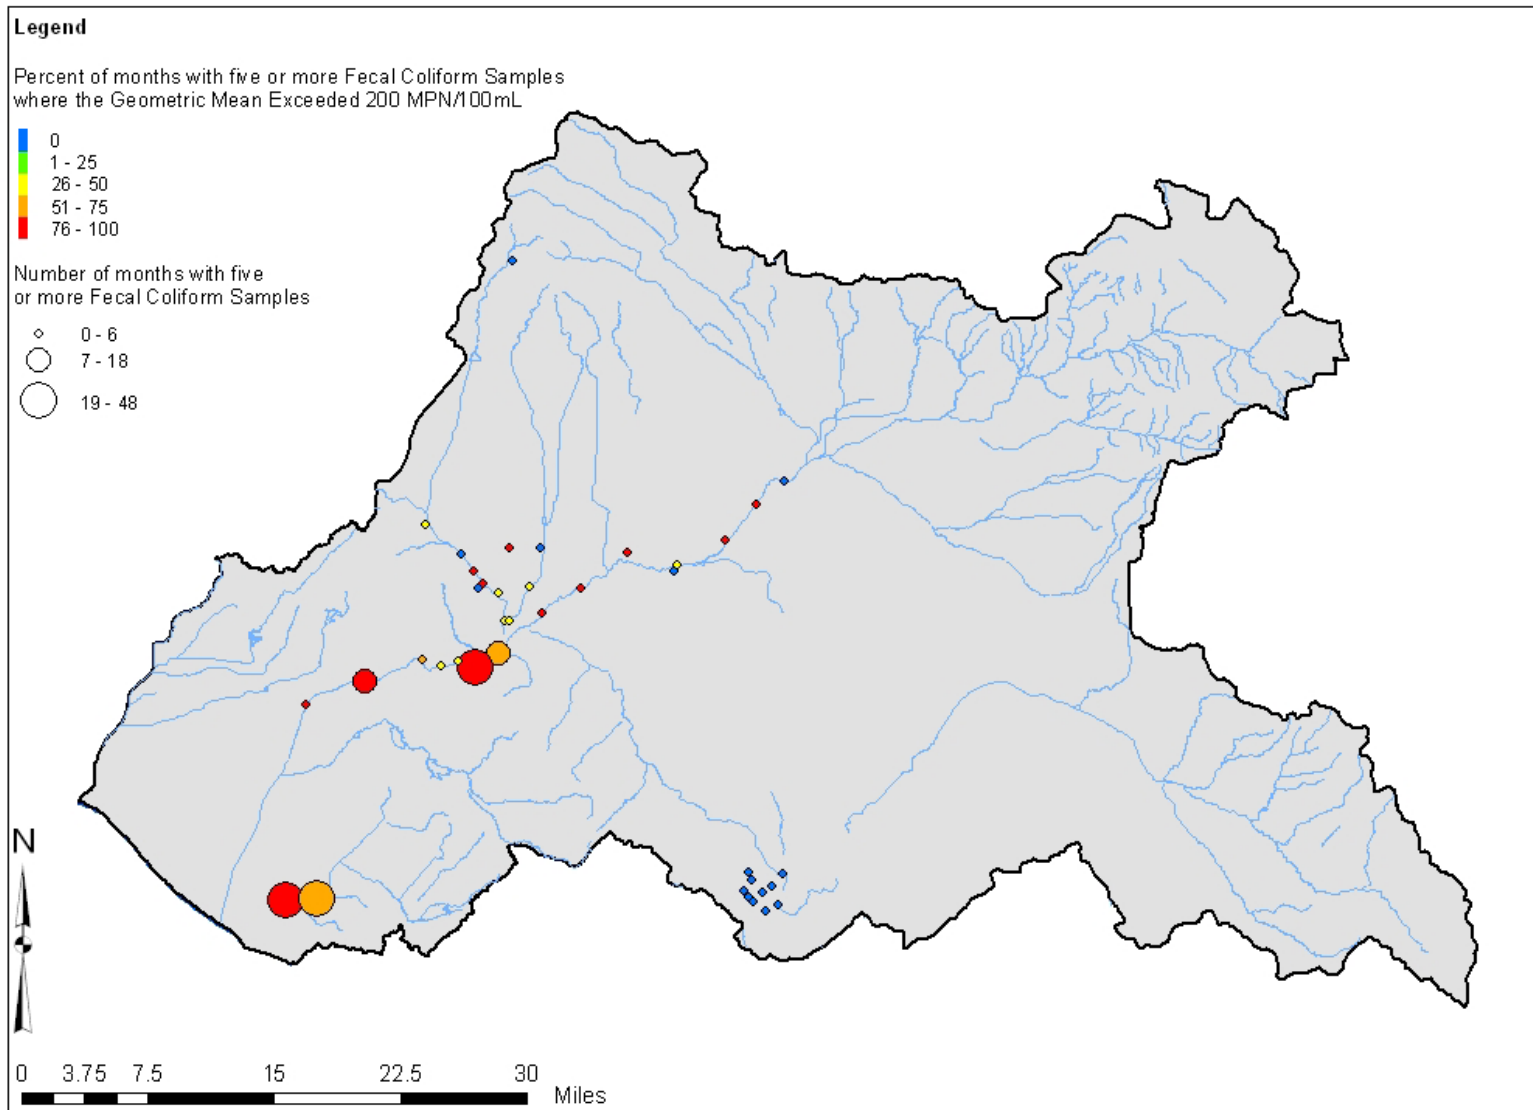 Legend
Percent of months with five or more Fecal Coliform Samples
where the Geometric Mean Exceeded 200 MPN/100mL
0
1 - 25
26 - 50
51 - 75
76 - 100
Number of months with five
or more Fecal Coliform Samples
0 - 6
7 - 18
19 - 48
N
0 3.75 7.5 15 22.5 30
Miles